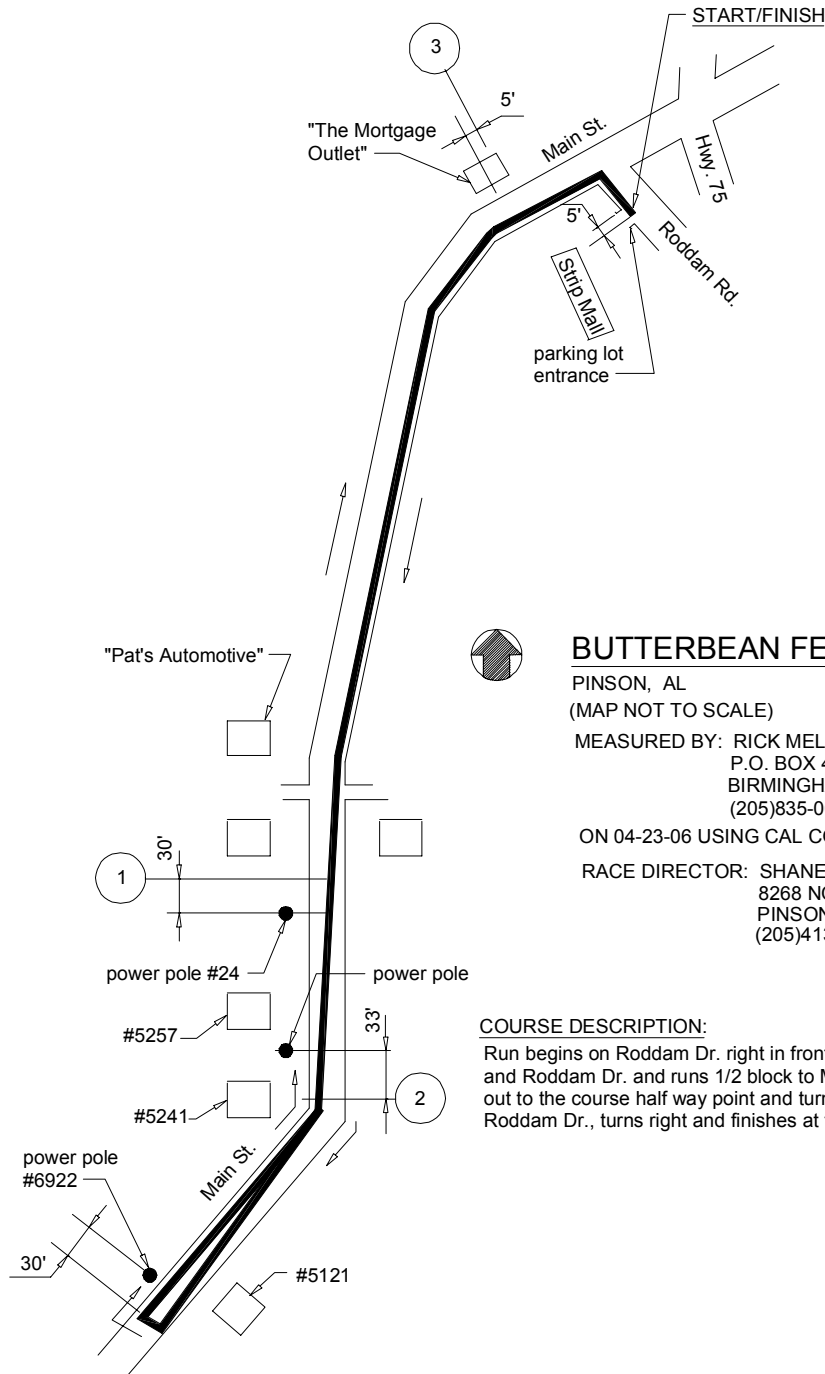 START/FINISH
3
5'
"The Mortgage
Outlet"
Main St.
Hwy. 75
5'
Roddam Rd.
Strip Mall
parking lot
entrance
"Pat's Automotive"
BUTTERBEAN FE
PINSON, AL
(MAP NOT TO SCALE)
MEASURED BY: RICK MEL
P.O. BOX 4
BIRMINGH
(205)835-0
ON 04-23-06 USING CAL CO
RACE DIRECTOR: SHANE
8268 NO
PINSON
(205)413
30'
1
power pole #24
power pole
#5257
33'
2
#5241
COURSE DESCRIPTION:
Run begins on Roddam Dr. right in front
and Roddam Dr. and runs 1/2 block to M
out to the course half way point and turn
Roddam Dr., turns right and finishes at
Main St.
power pole
#6922
30'
#5121